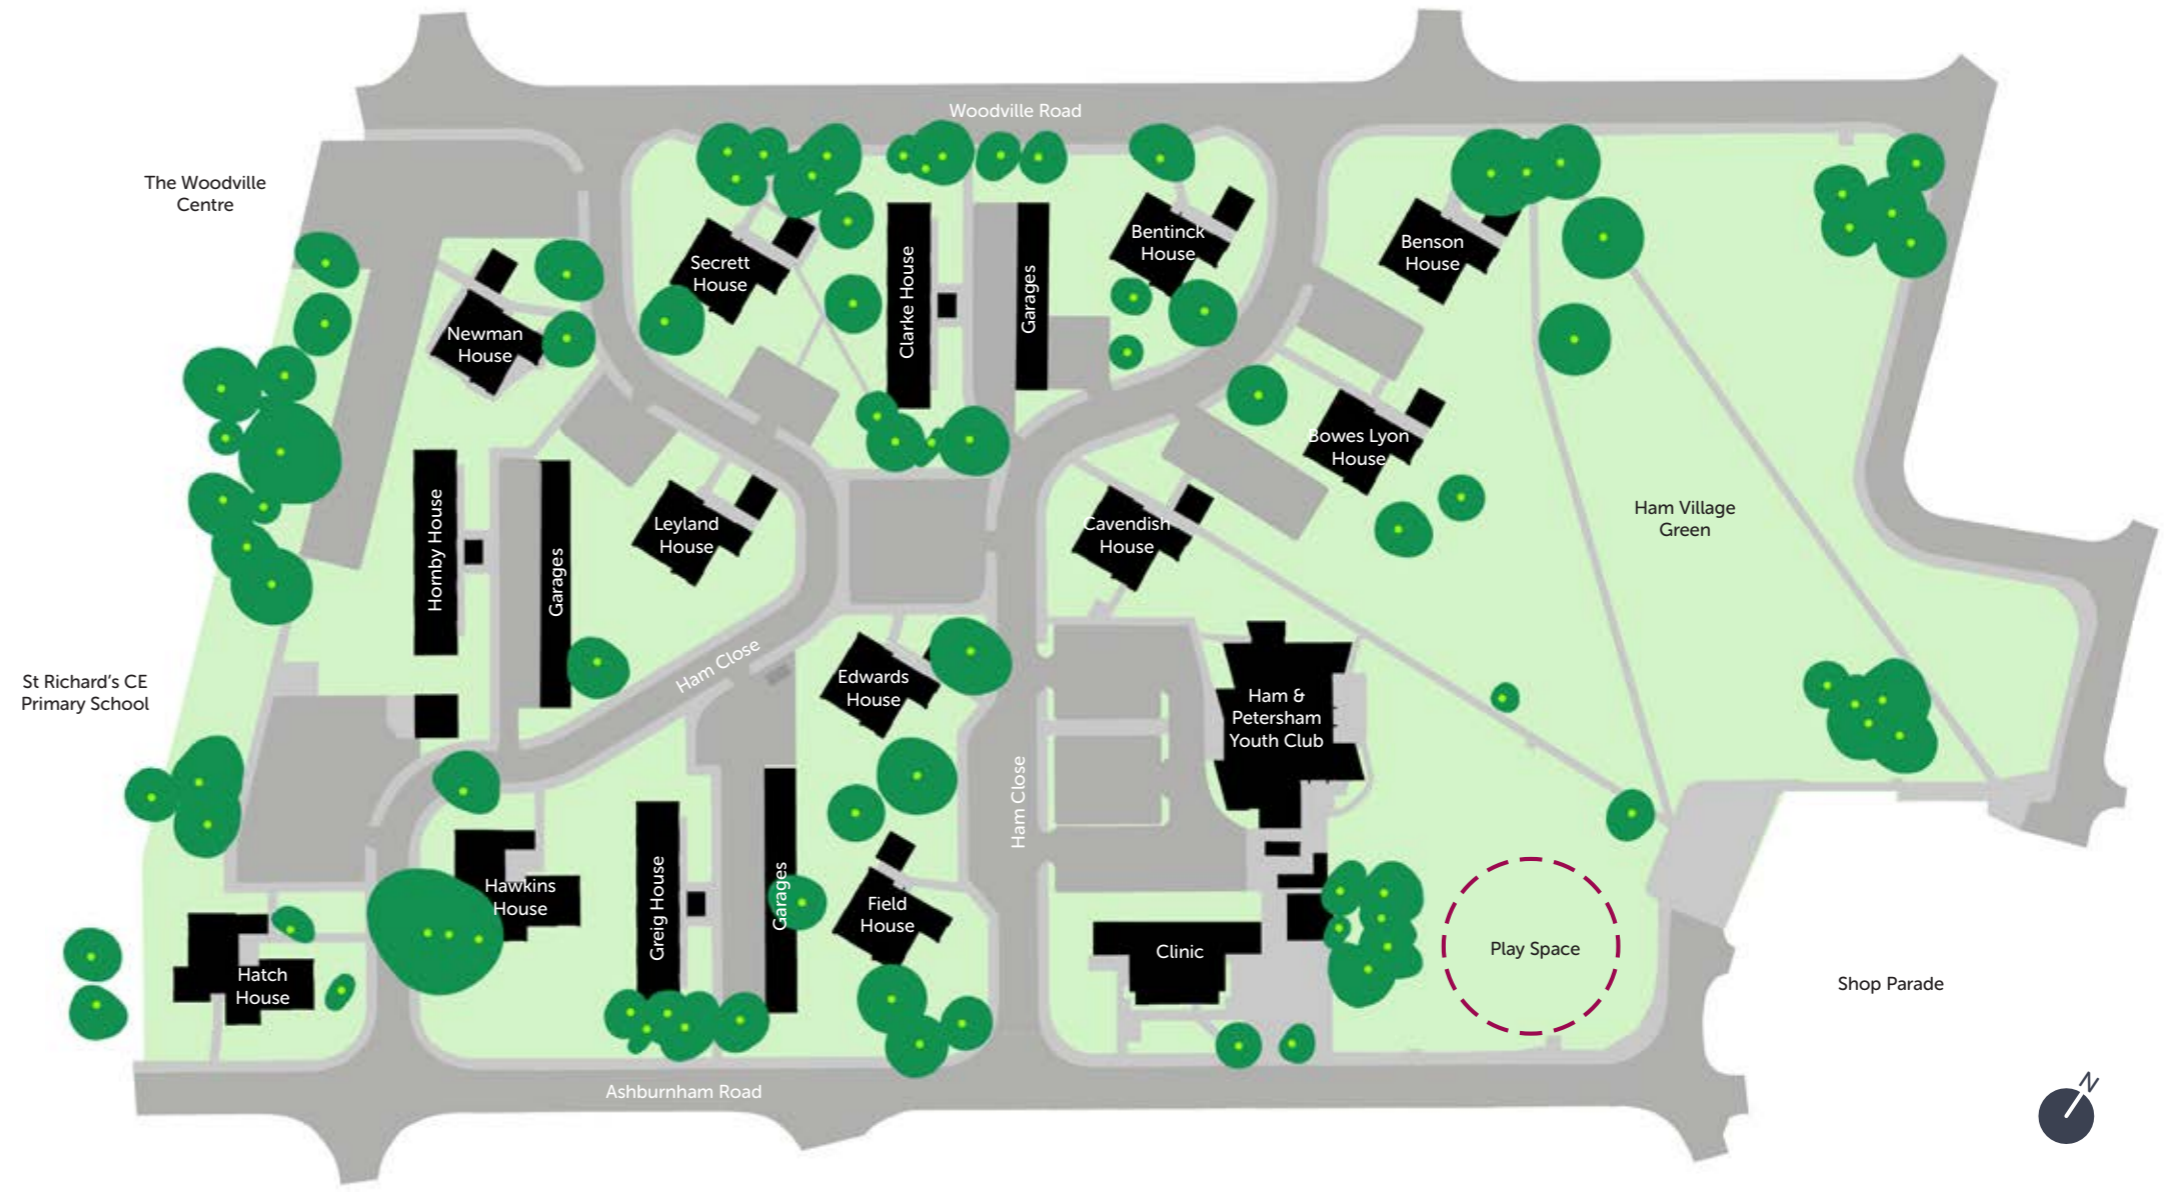 Woodville Road
The Woodville
Centre
Secrett
House
Clarke House
Garages
Bentinck
House
Benson
House
Newman
House
Bowes Lyon
House
Hornby House
Garages
Leyland
House
Cavendish
House
Ham Village
Green
St Richard's CE
Primary School
Ham Close
Edwards
House
Ham &
Petersham
Youth Club
Ham Close
Hawkins
House
Greig House
Garages
Field
House
Clinic
Play Space
Hatch
House
Shop Parade
Ashburnham Road
N